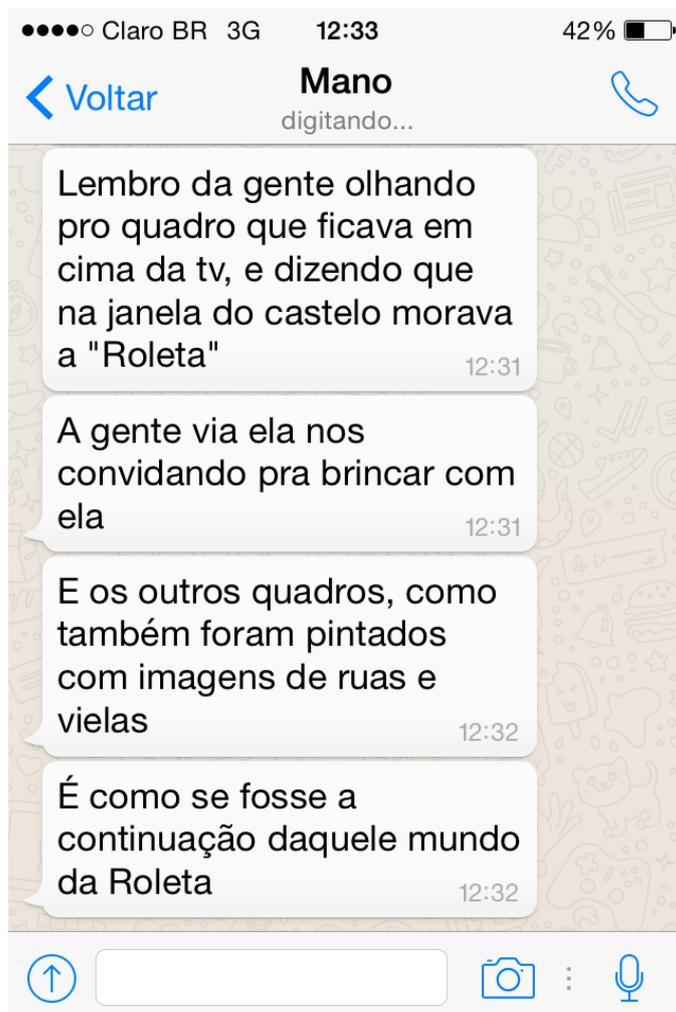 Claro BR 3G 12:33 42%
Voltar Mano
digitando...
Lembro da gente olhando
pro quadro que ficava em
cima da tv, e dizendo que
na janela do castelo morava
a "Roleta" 12:31
A gente via ela nos
convidando pra brincar com
ela 12:31
E os outros quadros, como
também foram pintados
com imagens de ruas e
vielas 12:32
É como se fosse a
continuação daquele mundo
da Roleta 12:32